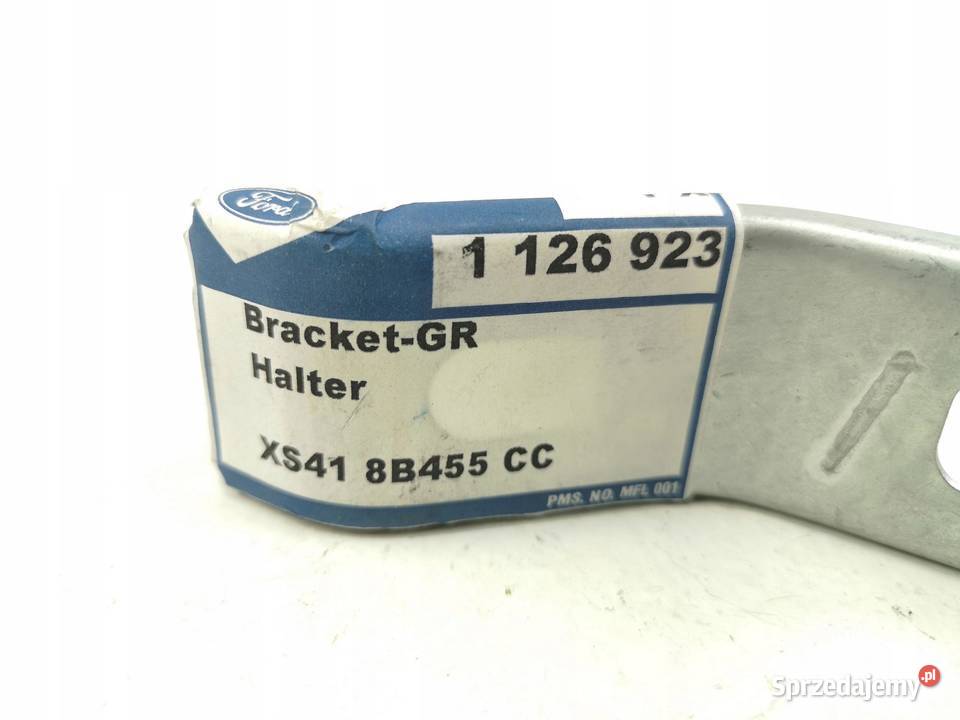 Ford
1 126 923
Bracket-GR
Halter
XS41 8B455 CC
PMS. NO. MFL 001
Sprzedajemy.pl